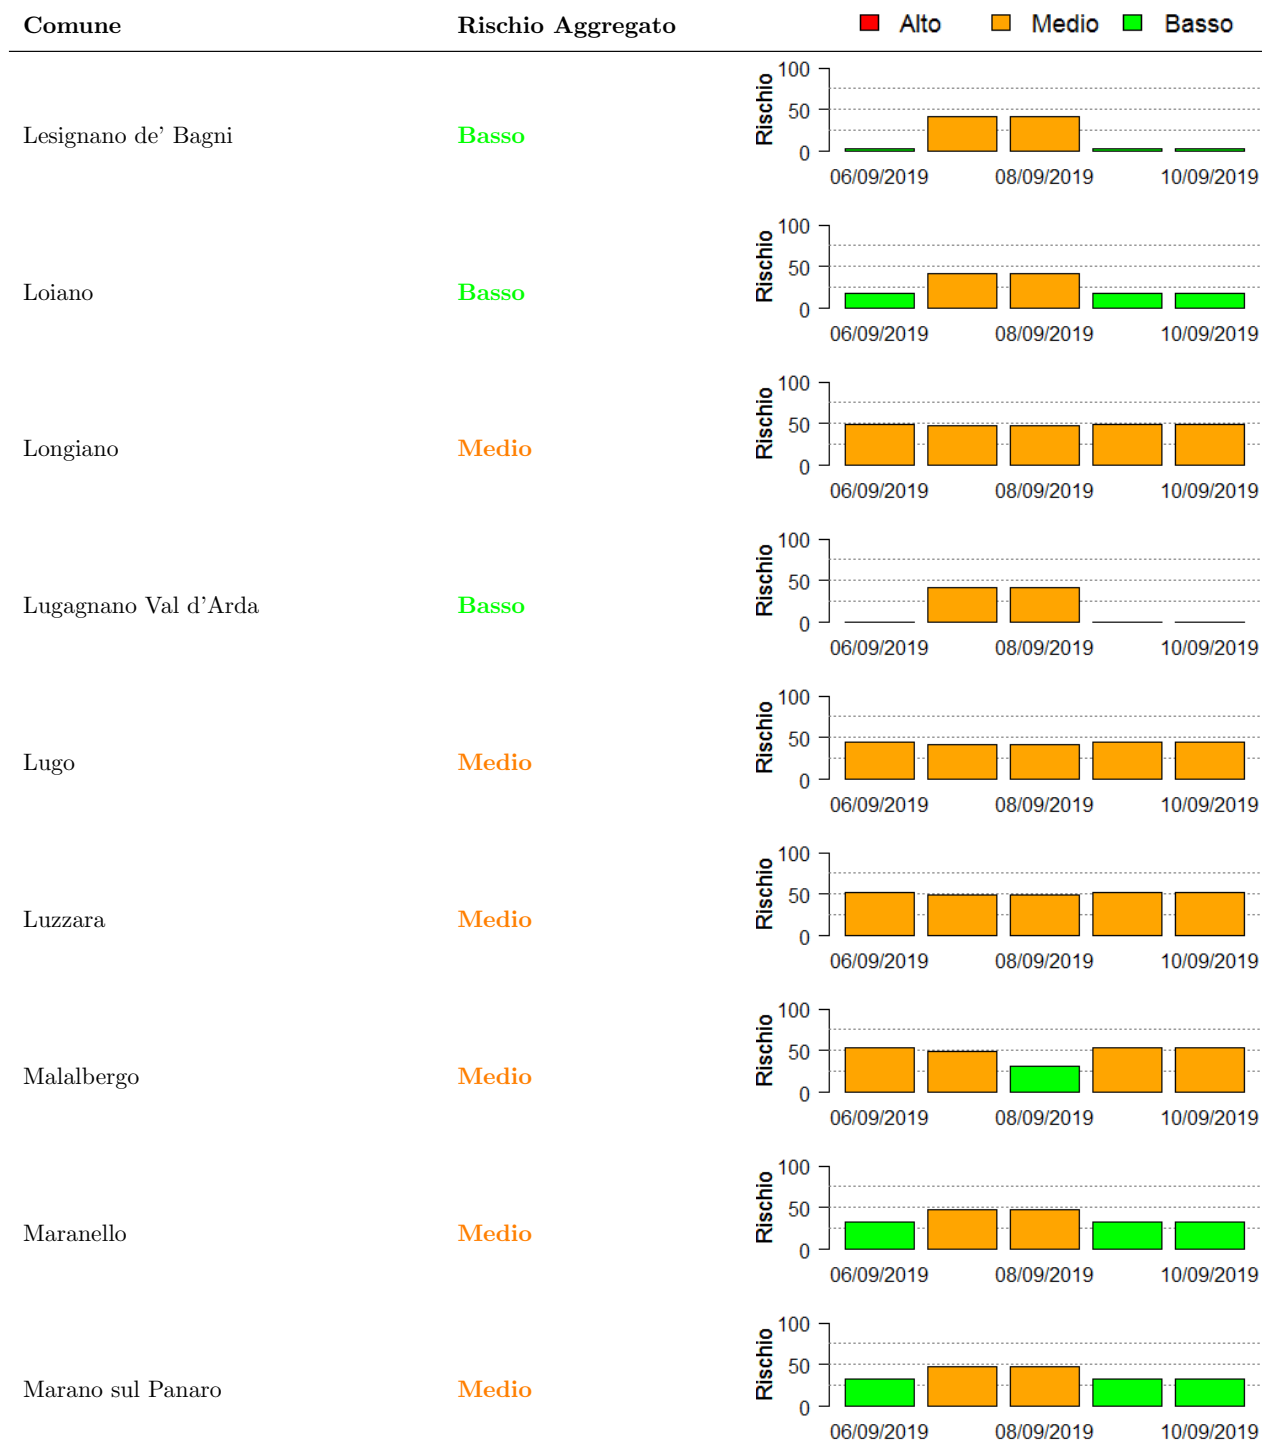 Comune Rischio Aggregato Alto Medio Basso
Lesignano de' Bagni Basso Rischio 100 50 0
06/09/2019 08/09/2019 10/09/2019
Loiano Basso Rischio 100 50 0
06/09/2019 08/09/2019 10/09/2019
Longiano Medio Rischio 100 50 0
06/09/2019 08/09/2019 10/09/2019
Lugagnano Val d'Arda Basso Rischio 100 50 0
06/09/2019 08/09/2019 10/09/2019
Lugo Medio Rischio 100 50 0
06/09/2019 08/09/2019 10/09/2019
Luzzara Medio Rischio 100 50 0
06/09/2019 08/09/2019 10/09/2019
Malalbergo Medio Rischio 100 50 0
06/09/2019 08/09/2019 10/09/2019
Maranello Medio Rischio 100 50 0
06/09/2019 08/09/2019 10/09/2019
Marano sul Panaro Medio Rischio 100 50 0
06/09/2019 08/09/2019 10/09/2019